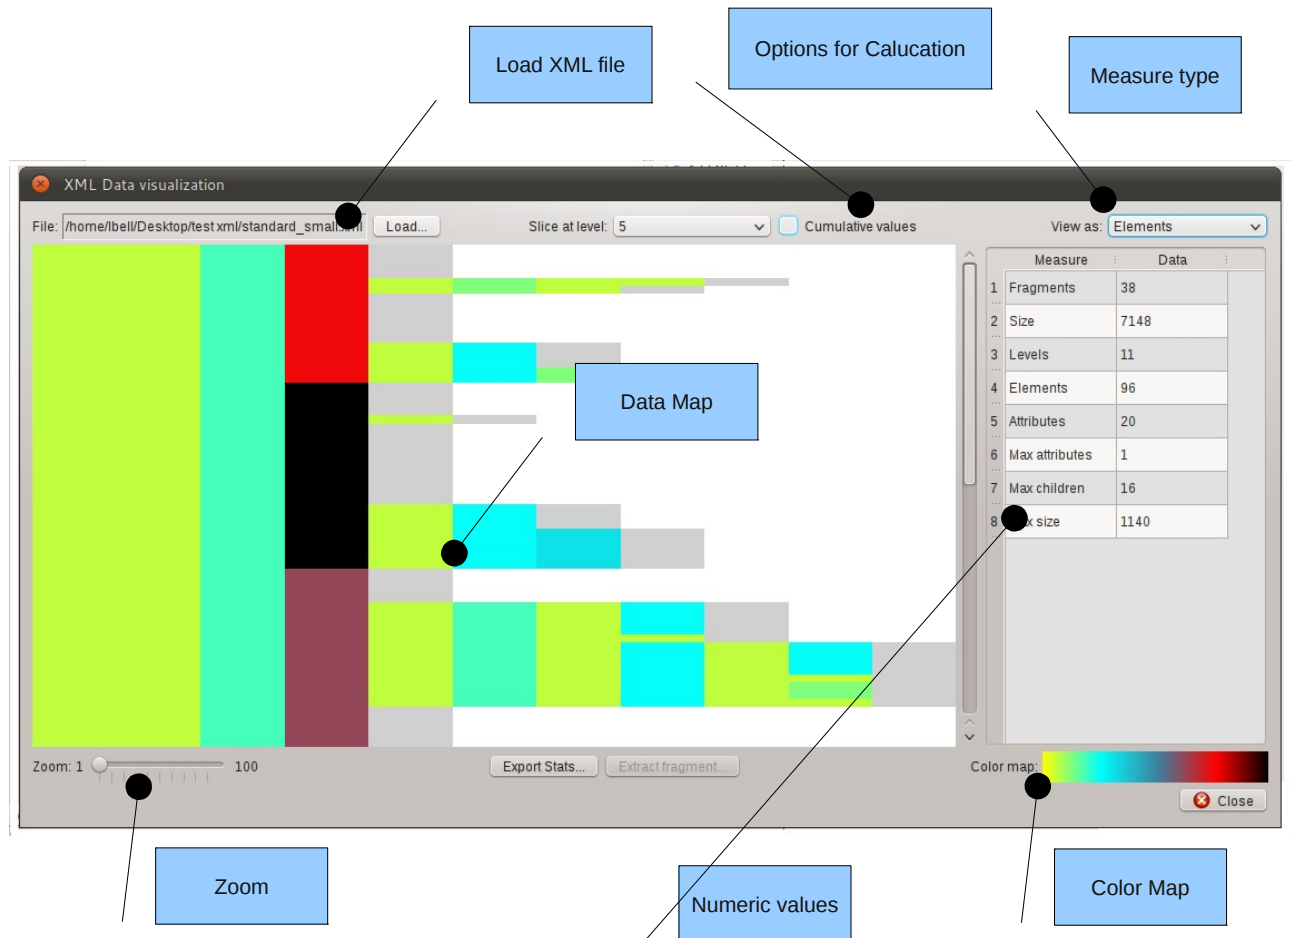 Load XML file
Options for Calucation
Measure type
XML Data visualization
File: /home/lbell/Desktop/test xml/standard_small.xml Load... Slice at level: 5 Cumulative values View as: Elements
Measure Data
1 Fragments 38
2 Size 7148
3 Levels 11
4 Elements 96
5 Attributes 20
6 Max attributes 1
7 Max children 16
8 Max size 1140
Data Map
Zoom: 1 100 Export Stats... Extract fragment... Color map:
Close
Zoom
Numeric values
Color Map